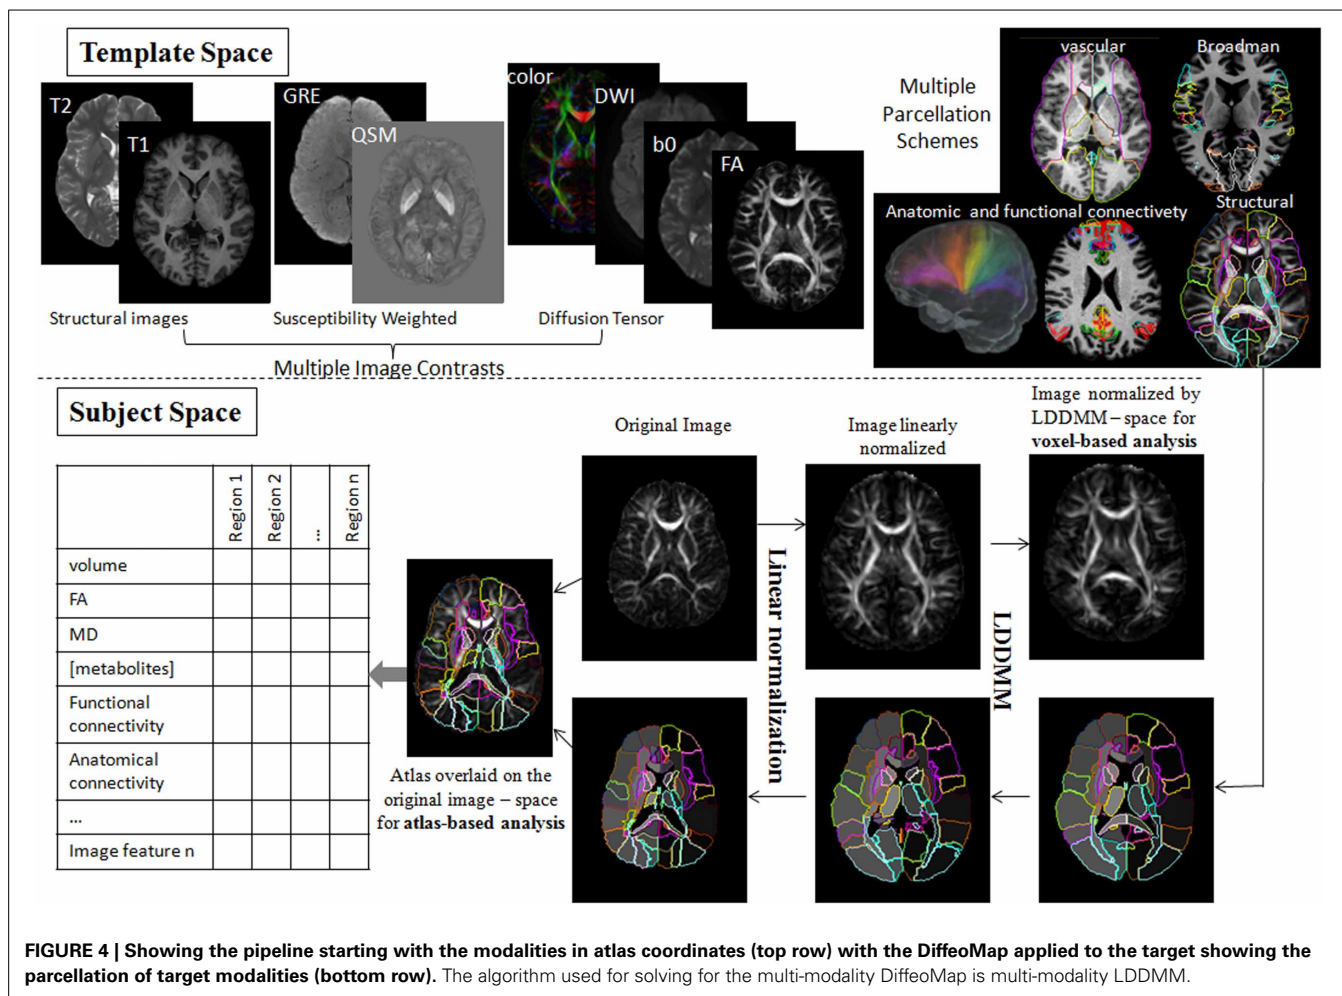 Template Space
T2
T1
GRE
QSM
color
DWI
b0
FA
Structural images
Susceptibility Weighted
Diffusion Tensor
Multiple Image Contrasts
Multiple
Parcellation
Schemes
vascular
Broadman
Anatomic and functional connectivety
Structural
Subject Space
Original Image
Image linearly
normalized
Image normalized by
LDDMM – space for
voxel-based analysis
Linear normalization
LDDMM
Region 1
Region 2
...
Region n
volume
FA
MD
[metabolites]
Functional
connectivity
Anatomical
connectivity
...
Image feature n
Atlas overlaid on the
original image – space
for atlas-based analysis
FIGURE 4 | Showing the pipeline starting with the modalities in atlas coordinates (top row) with the DiffeoMap applied to the target showing the
parcellation of target modalities (bottom row). The algorithm used for solving for the multi-modality DiffeoMap is multi-modality LDDMM.